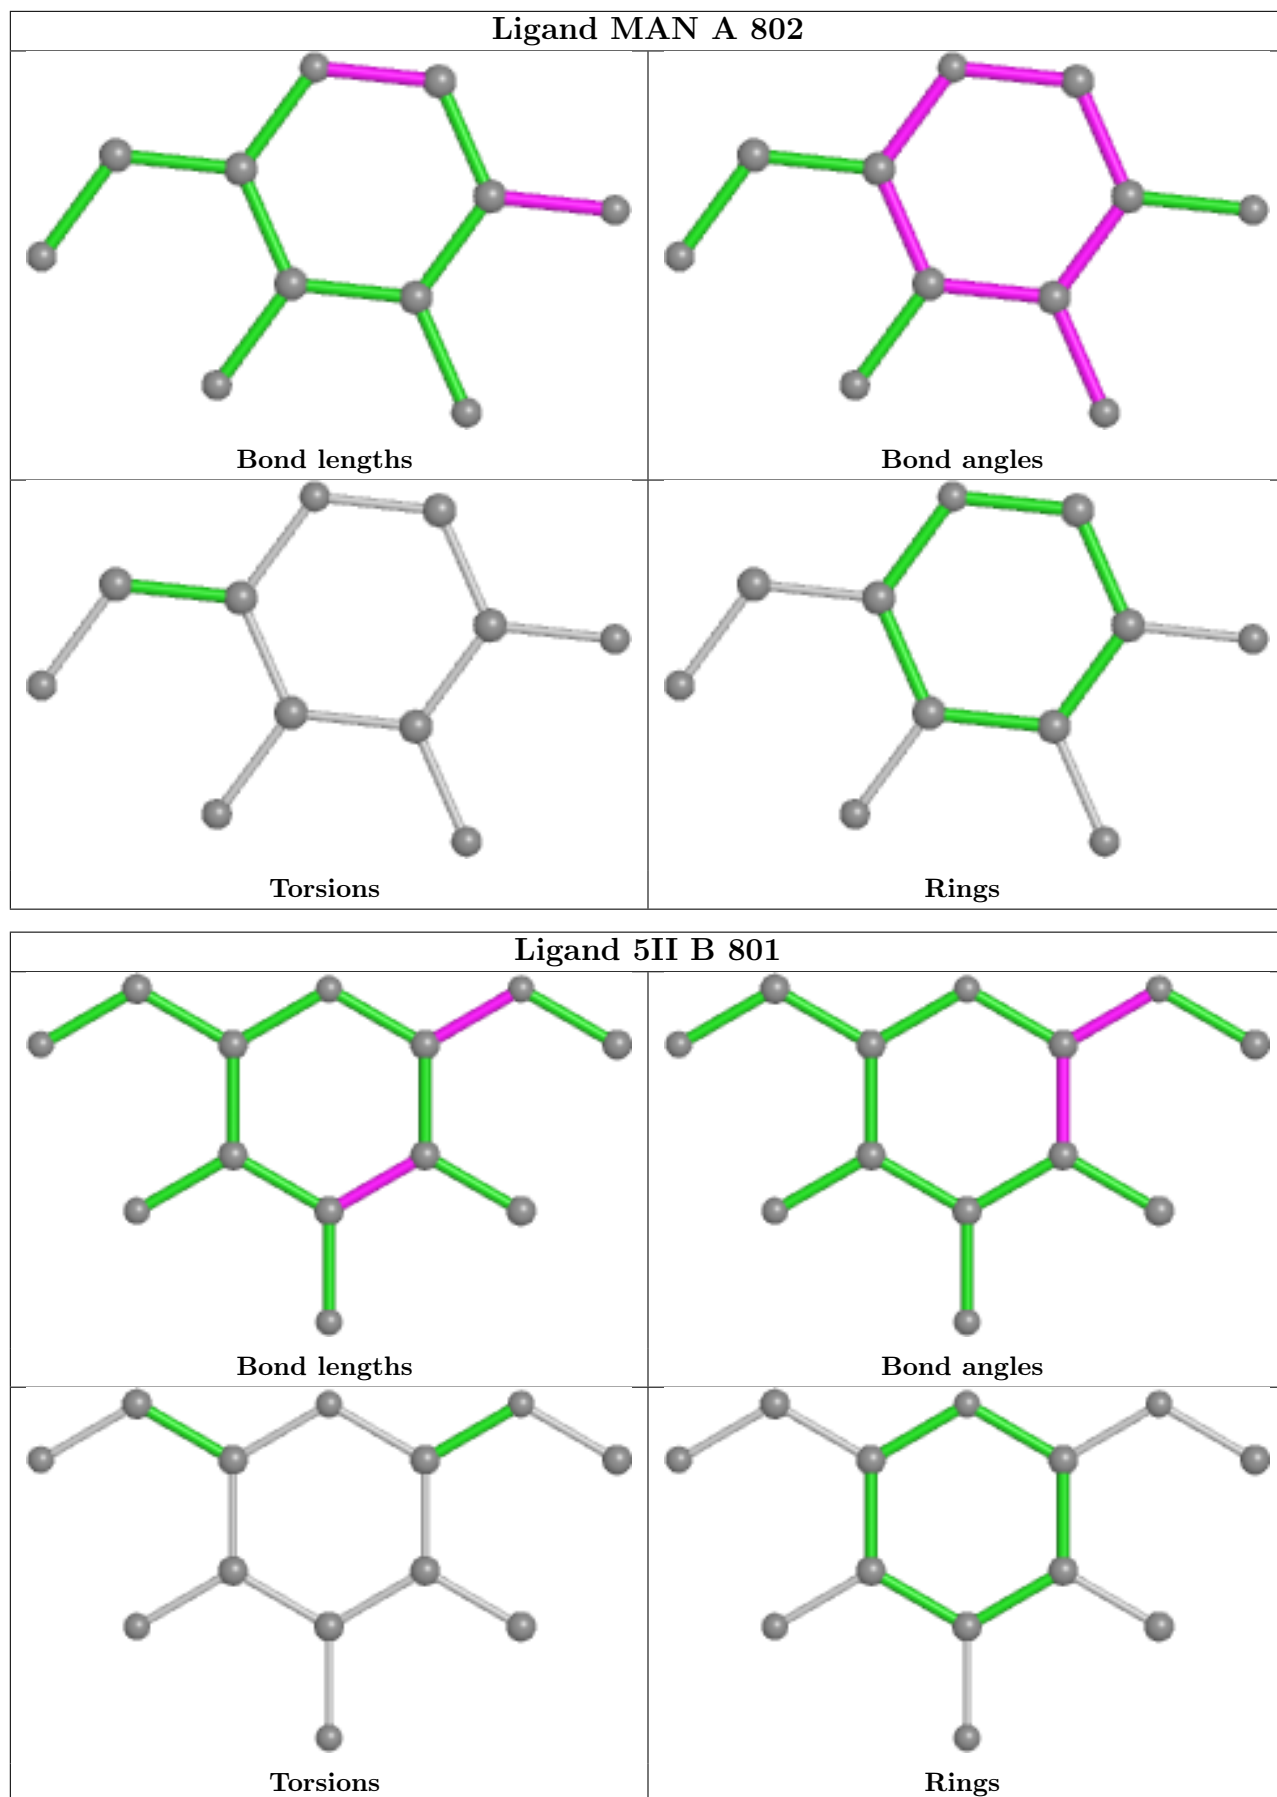 Ligand MAN A 802
Bond lengths
Bond angles
Torsions
Rings
Ligand 5II B 801
Bond lengths
Bond angles
Torsions
Rings